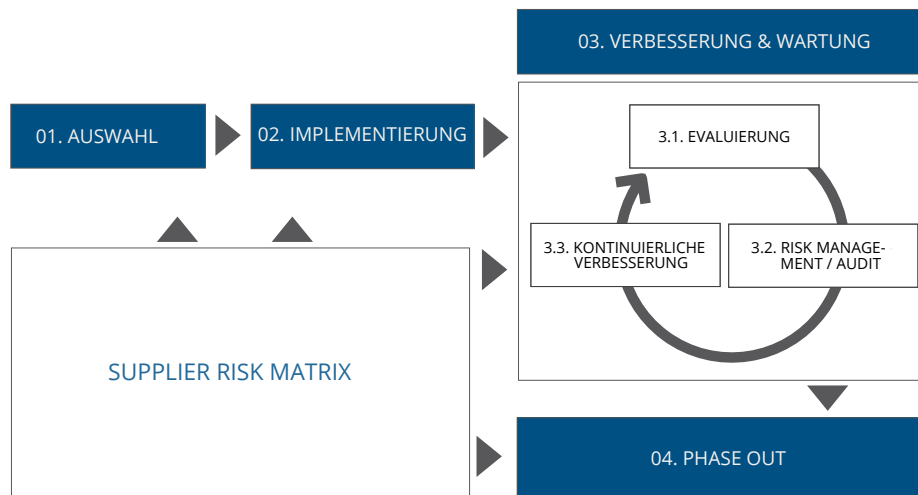 03. VERBESSERUNG & WARTUNG
01. AUSWAHL
02. IMPLEMENTIERUNG
3.1. EVALUIERUNG
3.3. KONTINUIERLICHE
VERBESSERUNG
3.2. RISK MANAGE-
MENT / AUDIT
SUPPLIER RISK MATRIX
04. PHASE OUT